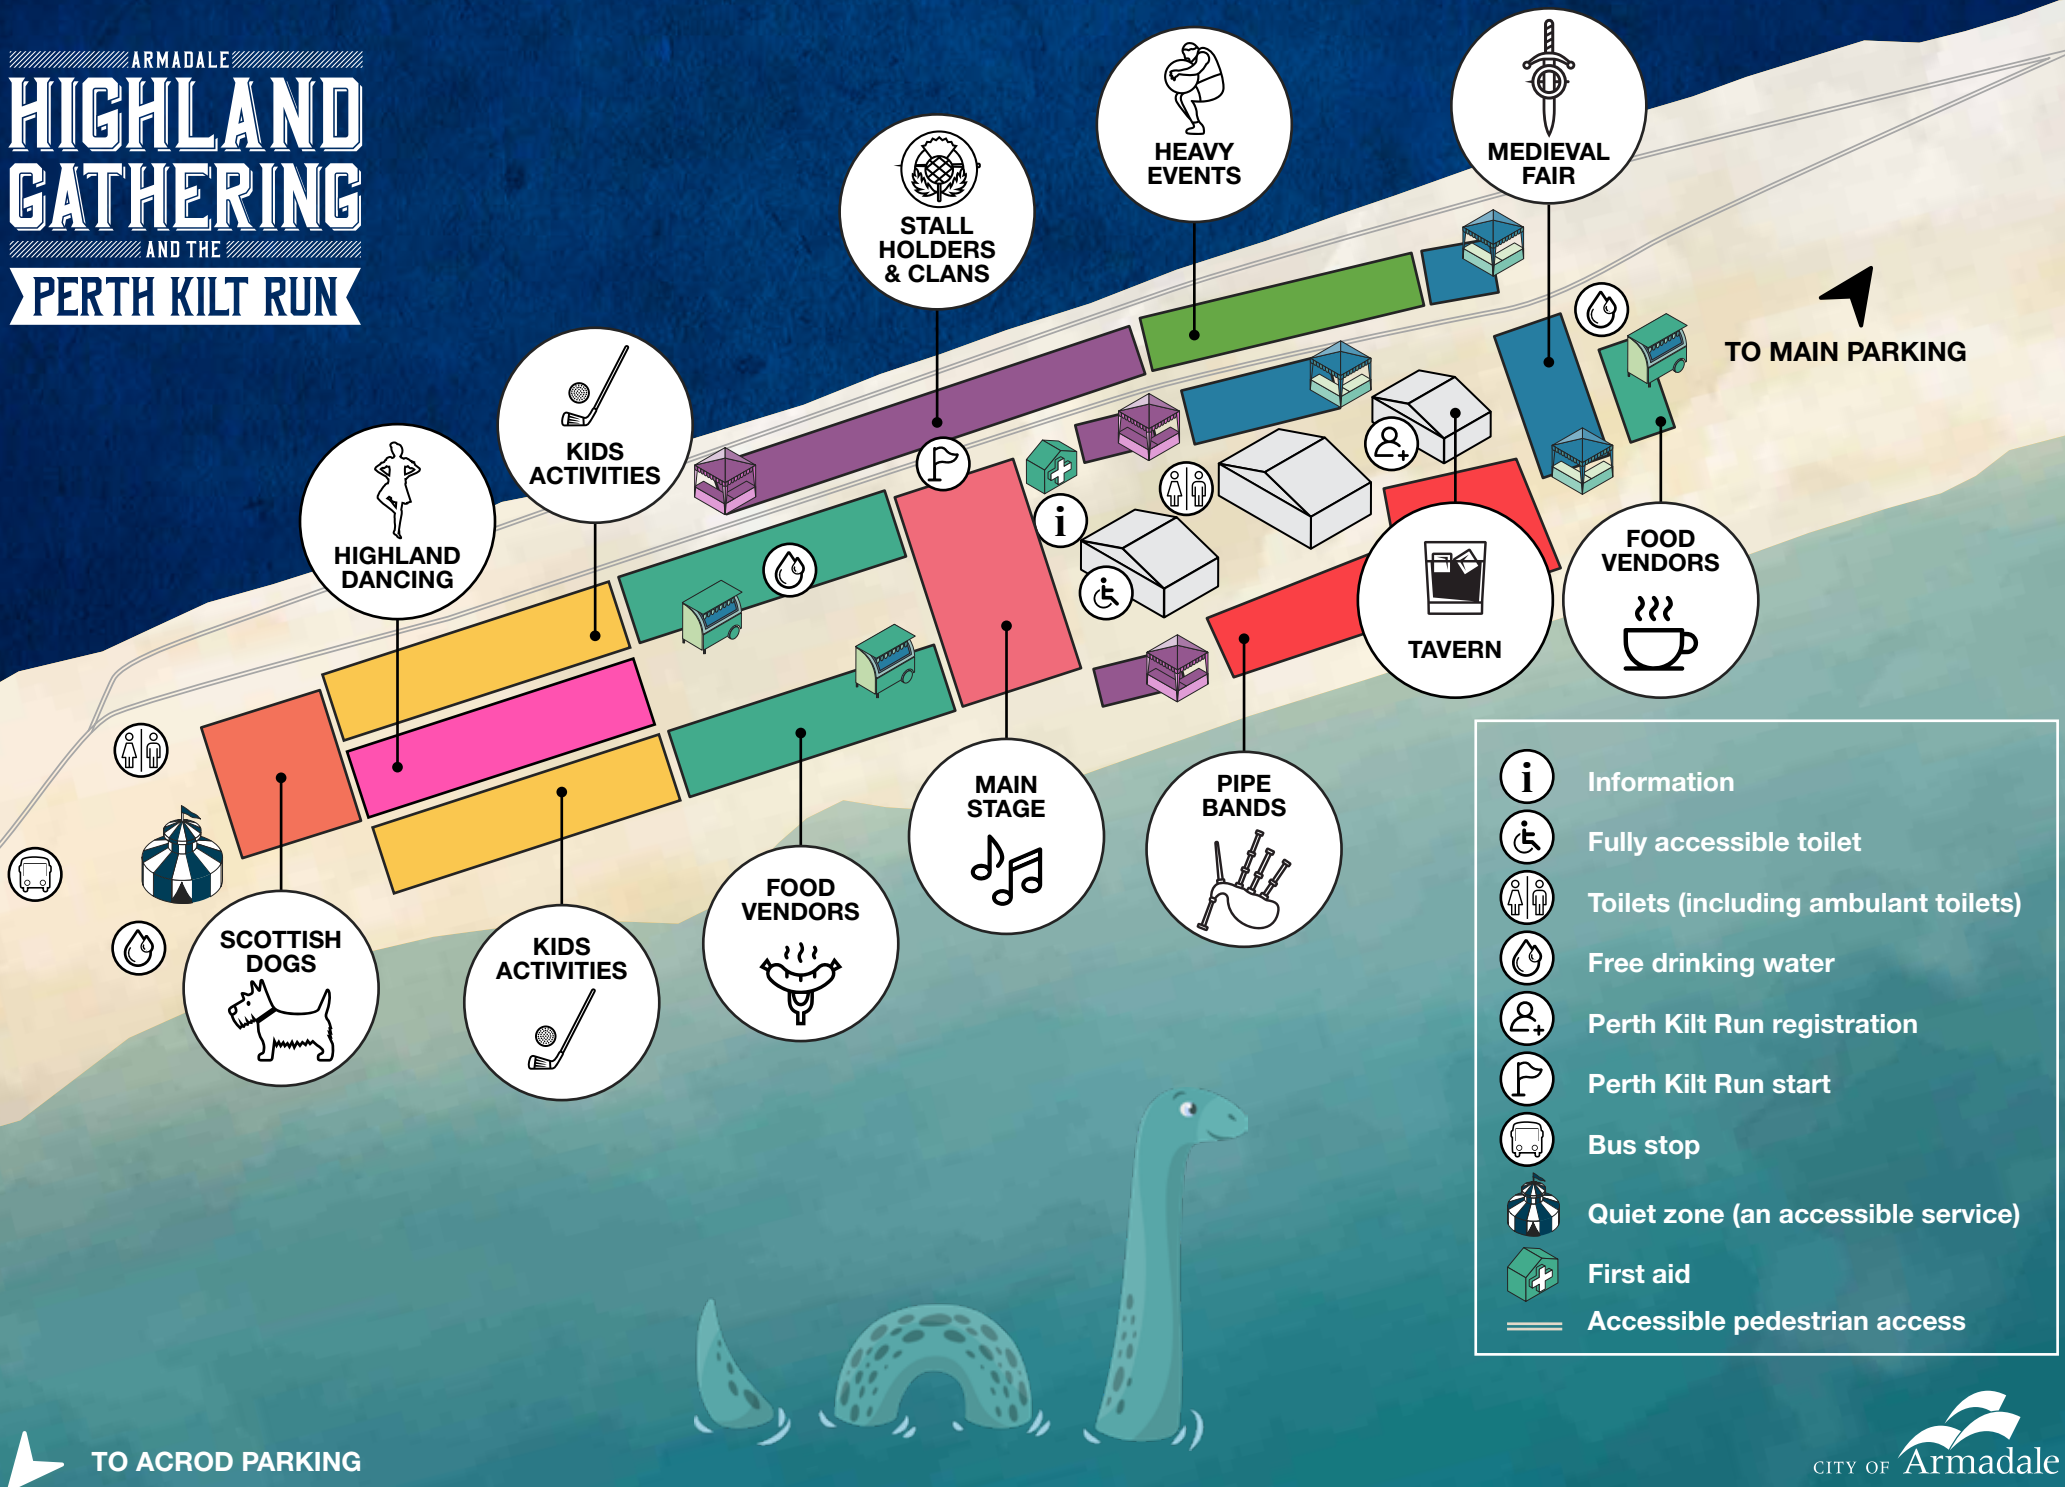 ARMADALE
HIGHLAND
GATHERING
AND THE
PERTH KILT RUN
HEAVY
EVENTS
MEDIEVAL
FAIR
STALL
HOLDERS
& CLANS
KIDS
ACTIVITIES
HIGHLAND
DANCING
TO MAIN PARKING
i
FOOD
VENDORS
TAVERN
MAIN
STAGE
PIPE
BANDS
FOOD
VENDORS
SCOTTISH
DOGS
KIDS
ACTIVITIES
i Information
Fully accessible toilet
Toilets (including ambulant toilets)
Free drinking water
Perth Kilt Run registration
Perth Kilt Run start
Bus stop
Quiet zone (an accessible service)
First aid
Accessible pedestrian access
TO ACROD PARKING
CITY OF Armadale